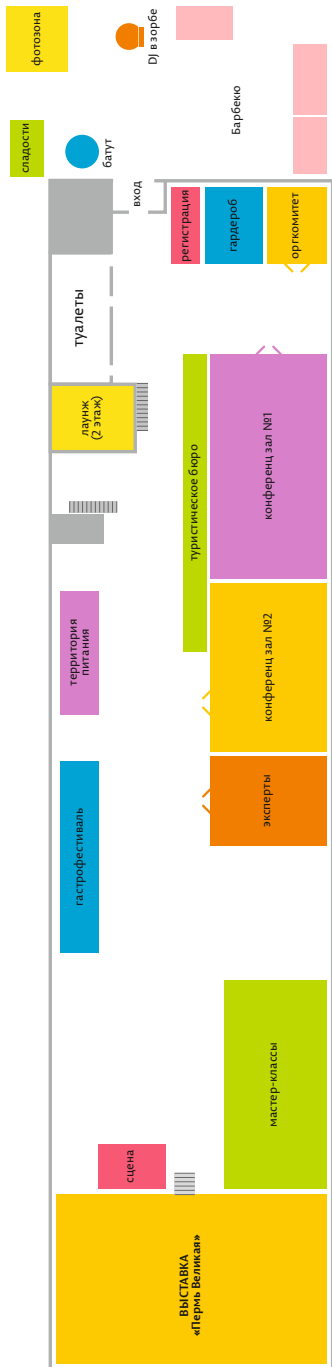 фотозона
DJ в зорбе
сладости
батут
Барбекю
вход
регистрация
гардероб
оргкомитет
туалеты
лаунж
(2 этаж)
туристическое бюро
конференц зал №1
территория
питания
конференц зал №2
эксперты
гастрофестиваль
мастер-классы
сцена
ВЫСТАВКА
«Пермь Великая»